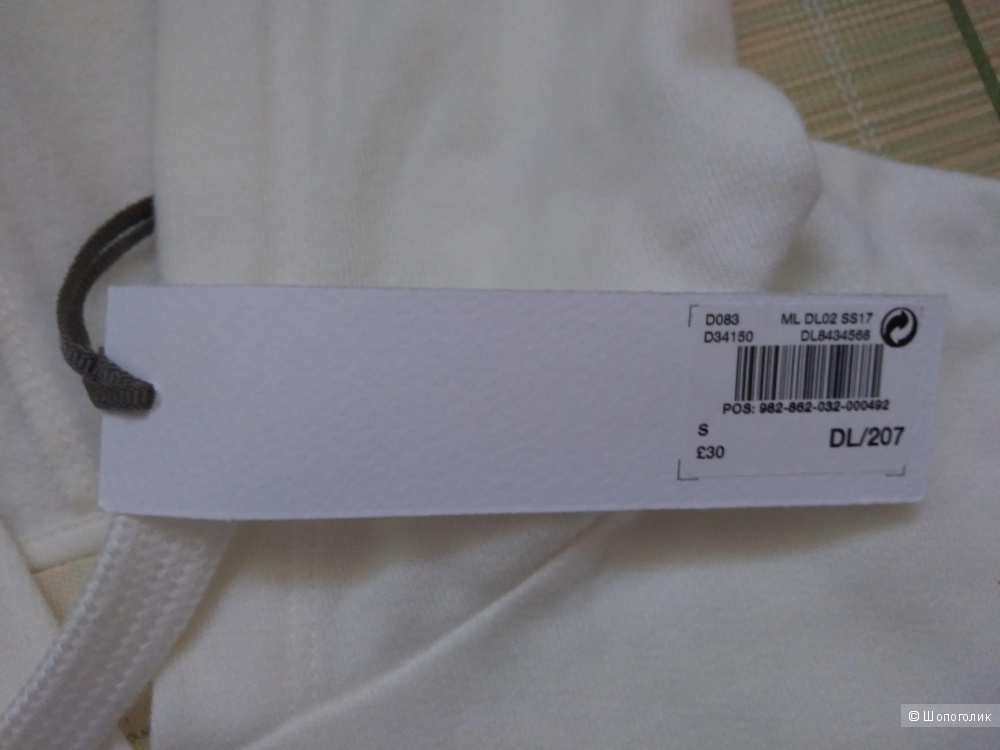 D083 ML DL02 SS17
D34150 DL8434568
POS: 982-862-032-000492
S
DL/207
£30
© Шопоголик